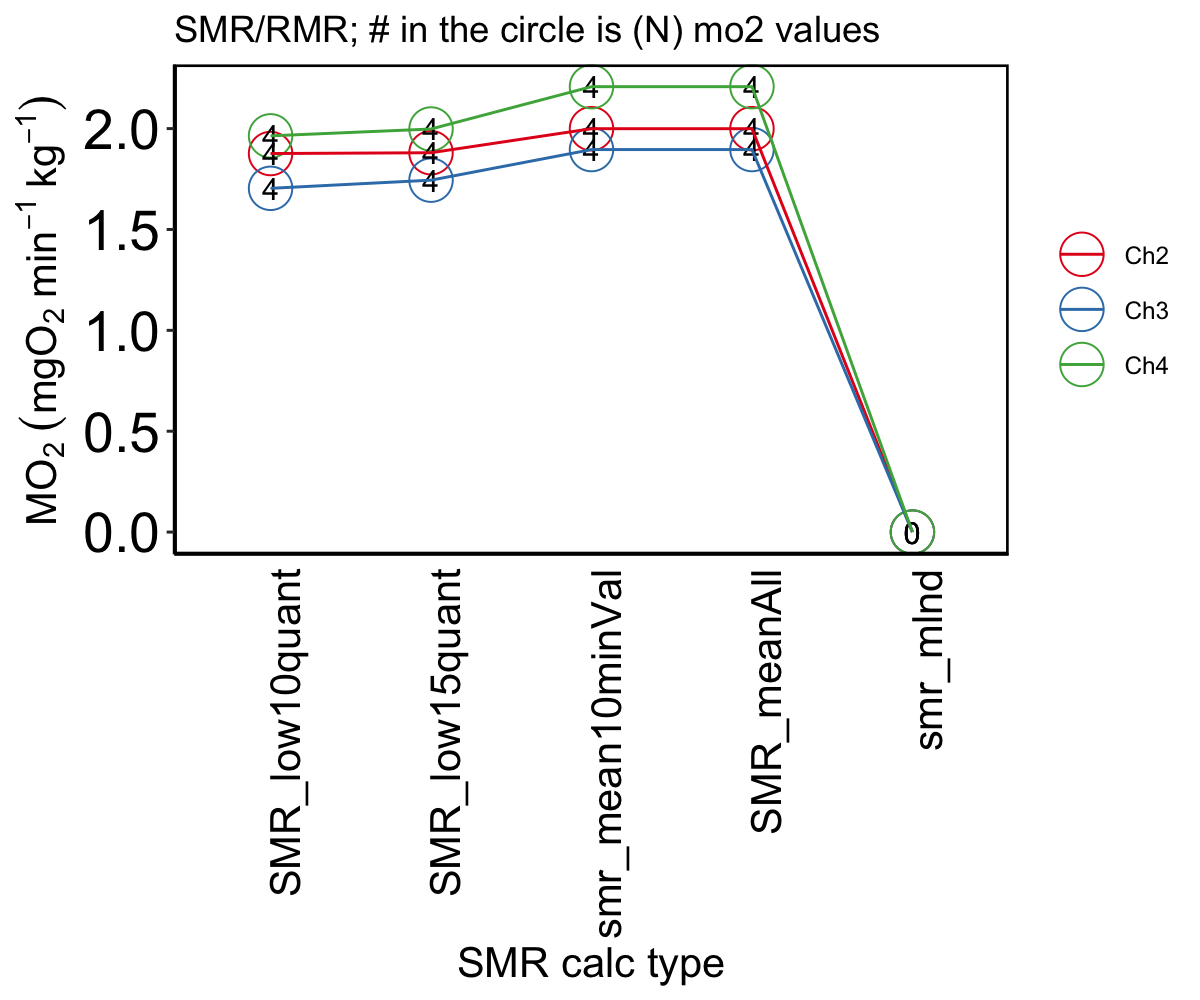 SMR/RMR; # in the circle is (N) mo2 values
MO₂ (mgO₂ min⁻¹ kg⁻¹)
2.0
1.5
1.0
0.5
0.0
4 4 4 4
4 4 4 4
4 4 4 4
0
Ch2
Ch3
Ch4
SMR_low10quant
SMR_low15quant
smr_mean10minVal
SMR_meanAll
smr_mlnd
SMR calc type